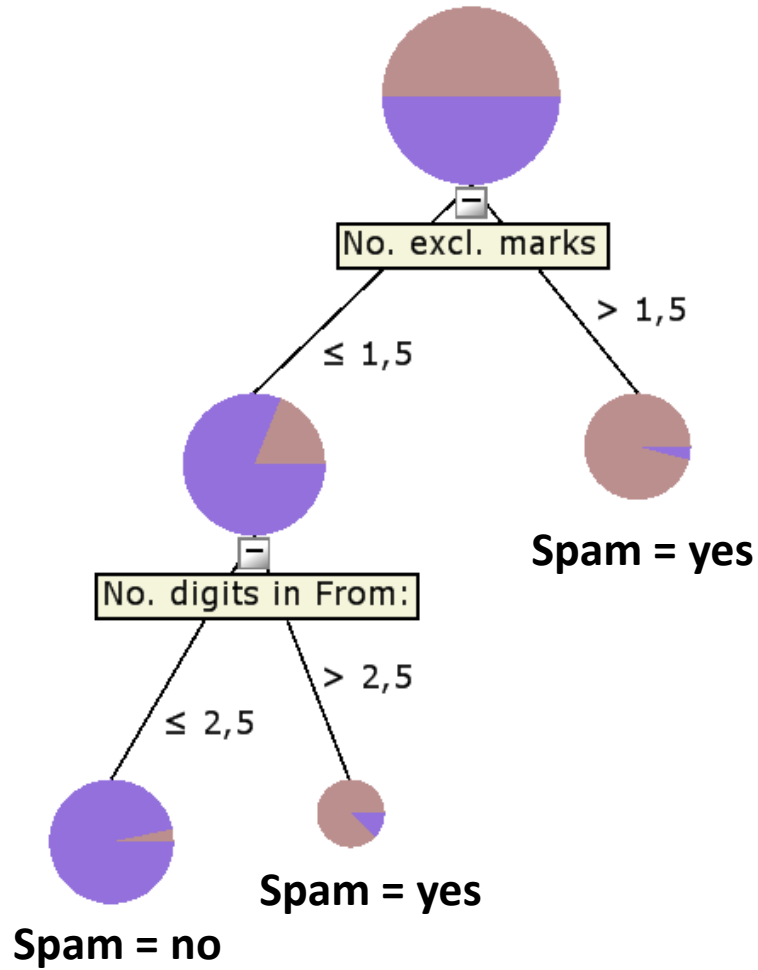 No. excl. marks
> 1,5
≤ 1,5
Spam = yes
No. digits in From:
> 2,5
≤ 2,5
Spam = yes
Spam = no